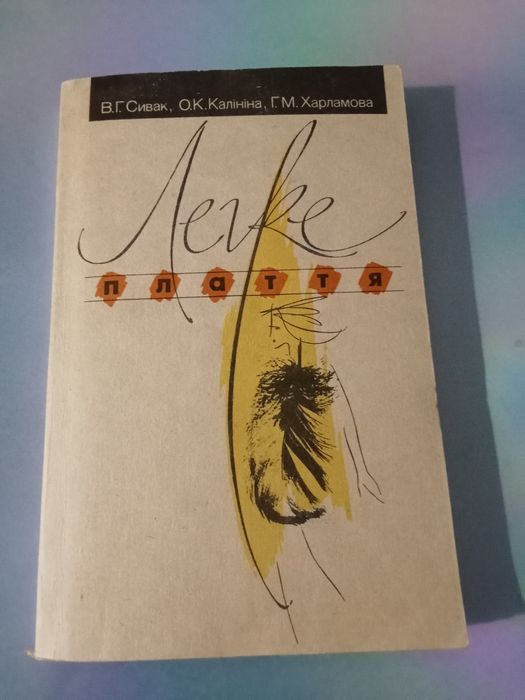 В.Г.Сивак, О.К.Калініна, Г.М.Харламова
Легке
плаття